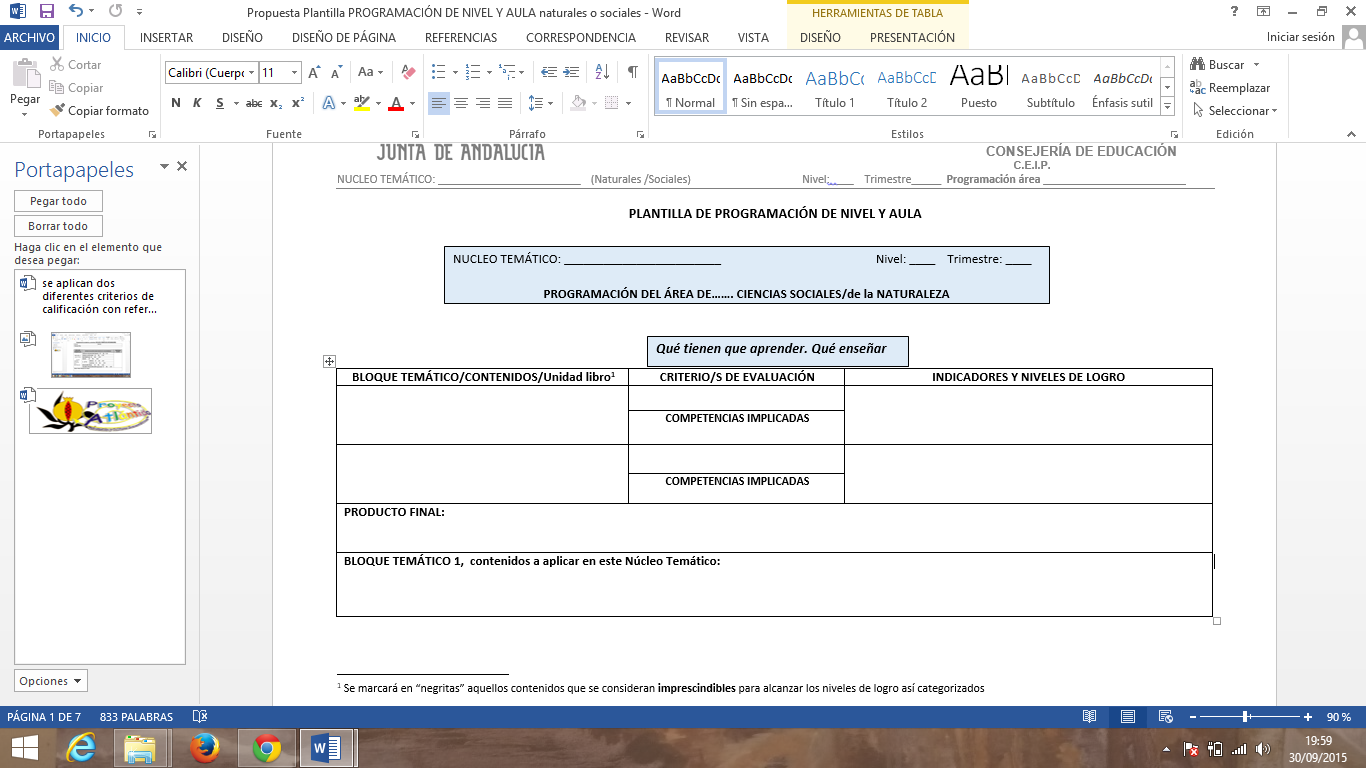 Propuesta Plantilla PROGRAMACIÓN DE NIVEL Y AULA naturales o sociales - Word
HERRAMIENTAS DE TABLA
ARCHIVO INICIO INSERTAR DISEÑO DISEÑO DE PÁGINA REFERENCIAS CORRESPONDENCIA REVISAR VISTA DISEÑO PRESENTACIÓN Iniciar sesión
Pegar
Cortar
Copiar
Copiar formato
Portapapeles
Calibri (Cuerpo 11
Aa
N K S abc x₂ x²
Fuente
Párrafo
AaBbCcDc AaBbCcDc AaBbCc AaBbCcD AaBl AaBbCcD AaBbCcDc
¶ Normal ¶ Sin espa... Título 1 Título 2 Puesto Subtítulo Énfasis sutil
Estilos
Buscar
Reemplazar
Seleccionar
Edición
Portapapeles
Pegar todo
Borrar todo
Haga clic en el elemento que desea pegar:
se aplican dos
diferentes criterios de
calificación con refer...
JUNTA DE ANDALUCIA
CONSEJERÍA DE EDUCACIÓN
C.E.I.P.
NUCLEO TEMÁTICO: ________________________ (Naturales /Sociales) Nivel:..____ Trimestre_____ Programación área ________________________
PLANTILLA DE PROGRAMACIÓN DE NIVEL Y AULA
NUCLEO TEMÁTICO: ________________________ Nivel: ____ Trimestre: ____
PROGRAMACIÓN DEL ÁREA DE……. CIENCIAS SOCIALES/de la NATURALEZA
Qué tienen que aprender. Qué enseñar
BLOQUE TEMÁTICO/CONTENIDOS/Unidad libro¹ CRITERIO/S DE EVALUACIÓN INDICADORES Y NIVELES DE LOGRO
COMPETENCIAS IMPLICADAS
COMPETENCIAS IMPLICADAS
PRODUCTO FINAL:
BLOQUE TEMÁTICO 1, contenidos a aplicar en este Núcleo Temático:
¹ Se marcará en “negritas” aquellos contenidos que se consideran imprescindibles para alcanzar los niveles de logro así categorizados
Opciones
PÁGINA 1 DE 7 833 PALABRAS 90 %
19:59
30/09/2015